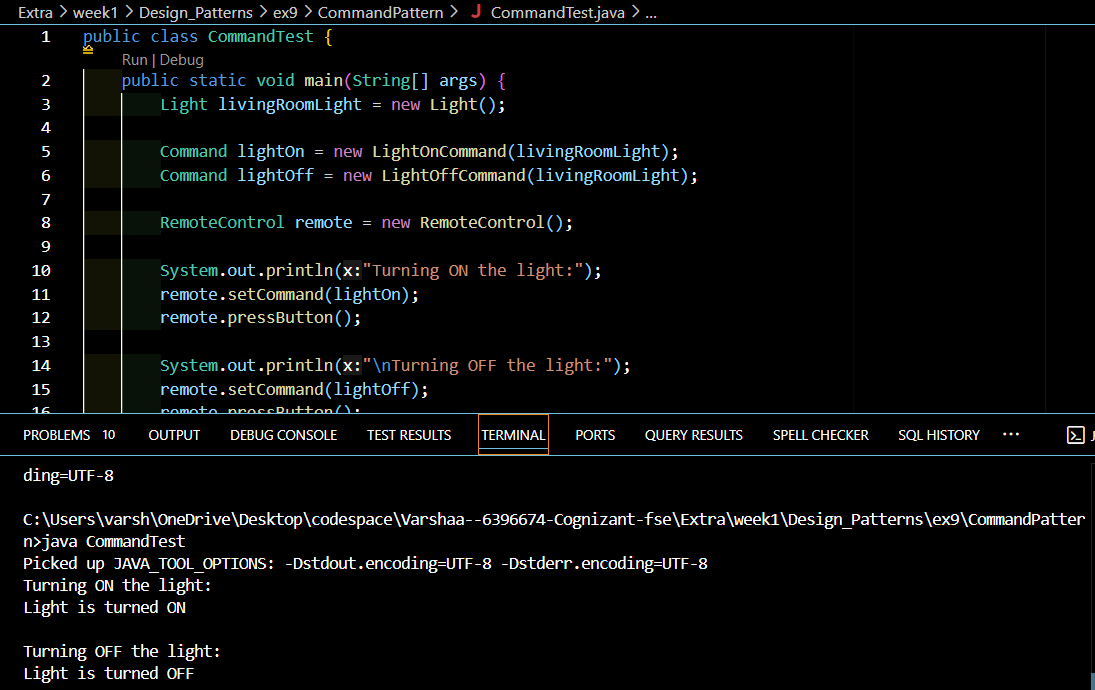 Extra > week1 > Design_Patterns > ex9 > CommandPattern > J CommandTest.java > ...
1 public class CommandTest {
Run | Debug
2 public static void main(String[] args) {
3 Light livingRoomLight = new Light();
4
5 Command lightOn = new LightOnCommand(livingRoomLight);
6 Command lightOff = new LightOffCommand(livingRoomLight);
7
8 RemoteControl remote = new RemoteControl();
9
10 System.out.println(x:"Turning ON the light:");
11 remote.setCommand(lightOn);
12 remote.pressButton();
13
14 System.out.println(x:"\nTurning OFF the light:");
15 remote.setCommand(lightOff);
16 remote.pressButton();
PROBLEMS 10 OUTPUT DEBUG CONSOLE TEST RESULTS TERMINAL PORTS QUERY RESULTS SPELL CHECKER SQL HISTORY ...
ding=UTF-8
C:\Users\varsh\OneDrive\Desktop\codespace\Varshaa--6396674-Cognizant-fse\Extra\week1\Design_Patterns\ex9\CommandPatter
n>java CommandTest
Picked up JAVA_TOOL_OPTIONS: -Dstdout.encoding=UTF-8 -Dstderr.encoding=UTF-8
Turning ON the light:
Light is turned ON
Turning OFF the light:
Light is turned OFF